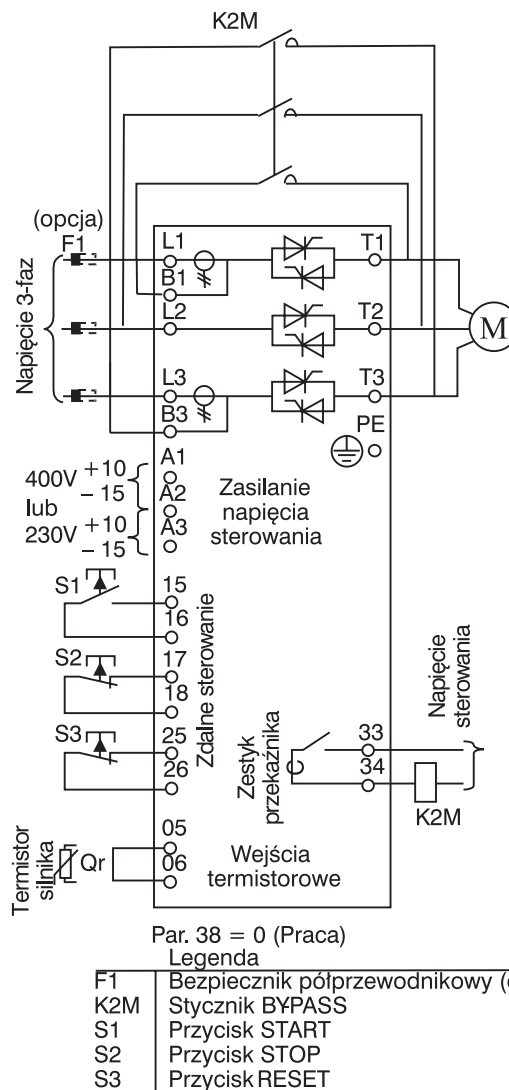 K2M
(opcja)
F1
L1
T1
B1
L2
T2
Napięcie 3-faz
M
L3
T3
B3
PE
A1
400V +10
− 15
A2
lub
Zasilanie
napięcia
sterowania
230V +10
− 15
A3
S1
15
16
S2
17
18
S3
25
26
Zdalne sterowanie
Zestyk
przekaźnika
33
34
Napięcie
sterowania
K2M
Termistor
silnika
Qr
05
06
Wejścia
termistorowe
Par. 38 = 0 (Praca)
Legenda
F1 Bezpiecznik półprzewodnikowy (
K2M Stycznik BYPASS
S1 Przycisk START
S2 Przycisk STOP
S3 Przycisk RESET